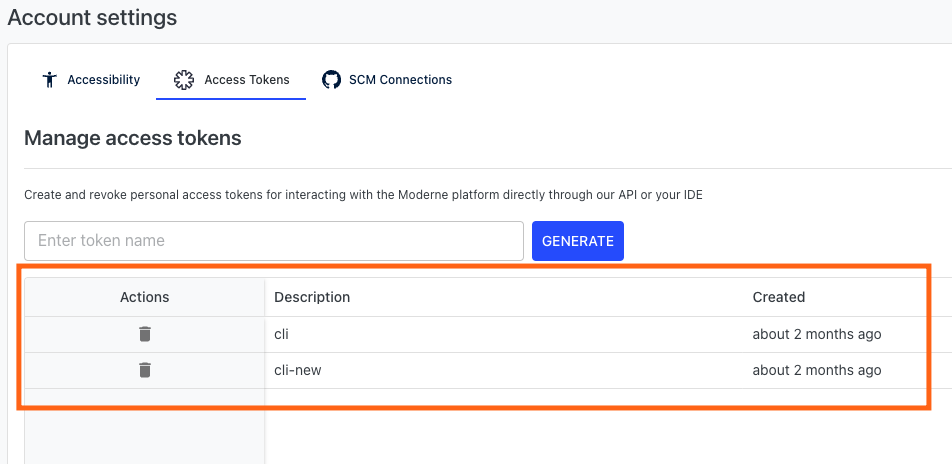 Account settings
Accessibility Access Tokens SCM Connections
Manage access tokens
Create and revoke personal access tokens for interacting with the Moderne platform directly through our API or your IDE
Enter token name GENERATE
Actions Description Created
cli about 2 months ago
cli-new about 2 months ago